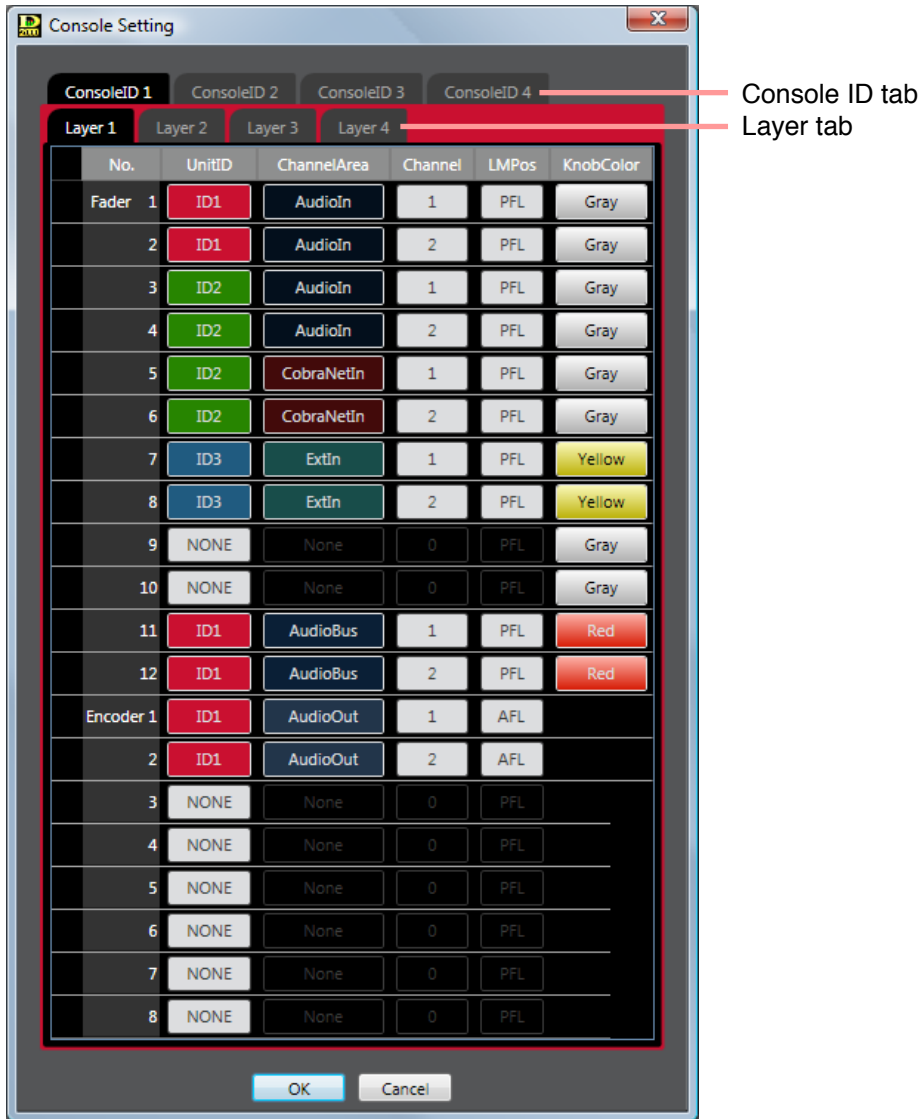 Console Setting
ConsoleID 1 ConsoleID 2 ConsoleID 3 ConsoleID 4 Console ID tab
Layer 1 Layer 2 Layer 3 Layer 4 Layer tab
No. UnitID ChannelArea Channel LMPos KnobColor
Fader 1 ID1 AudioIn 1 PFL Gray
2 ID1 AudioIn 2 PFL Gray
3 ID2 AudioIn 1 PFL Gray
4 ID2 AudioIn 2 PFL Gray
5 ID2 CobraNetIn 1 PFL Gray
6 ID2 CobraNetIn 2 PFL Gray
7 ID3 ExtIn 1 PFL Yellow
8 ID3 ExtIn 2 PFL Yellow
9 NONE None 0 PFL Gray
10 NONE None 0 PFL Gray
11 ID1 AudioBus 1 PFL Red
12 ID1 AudioBus 2 PFL Red
Encoder 1 ID1 AudioOut 1 AFL
2 ID1 AudioOut 2 AFL
3 NONE None 0 PFL
4 NONE None 0 PFL
5 NONE None 0 PFL
6 NONE None 0 PFL
7 NONE None 0 PFL
8 NONE None 0 PFL
OK Cancel